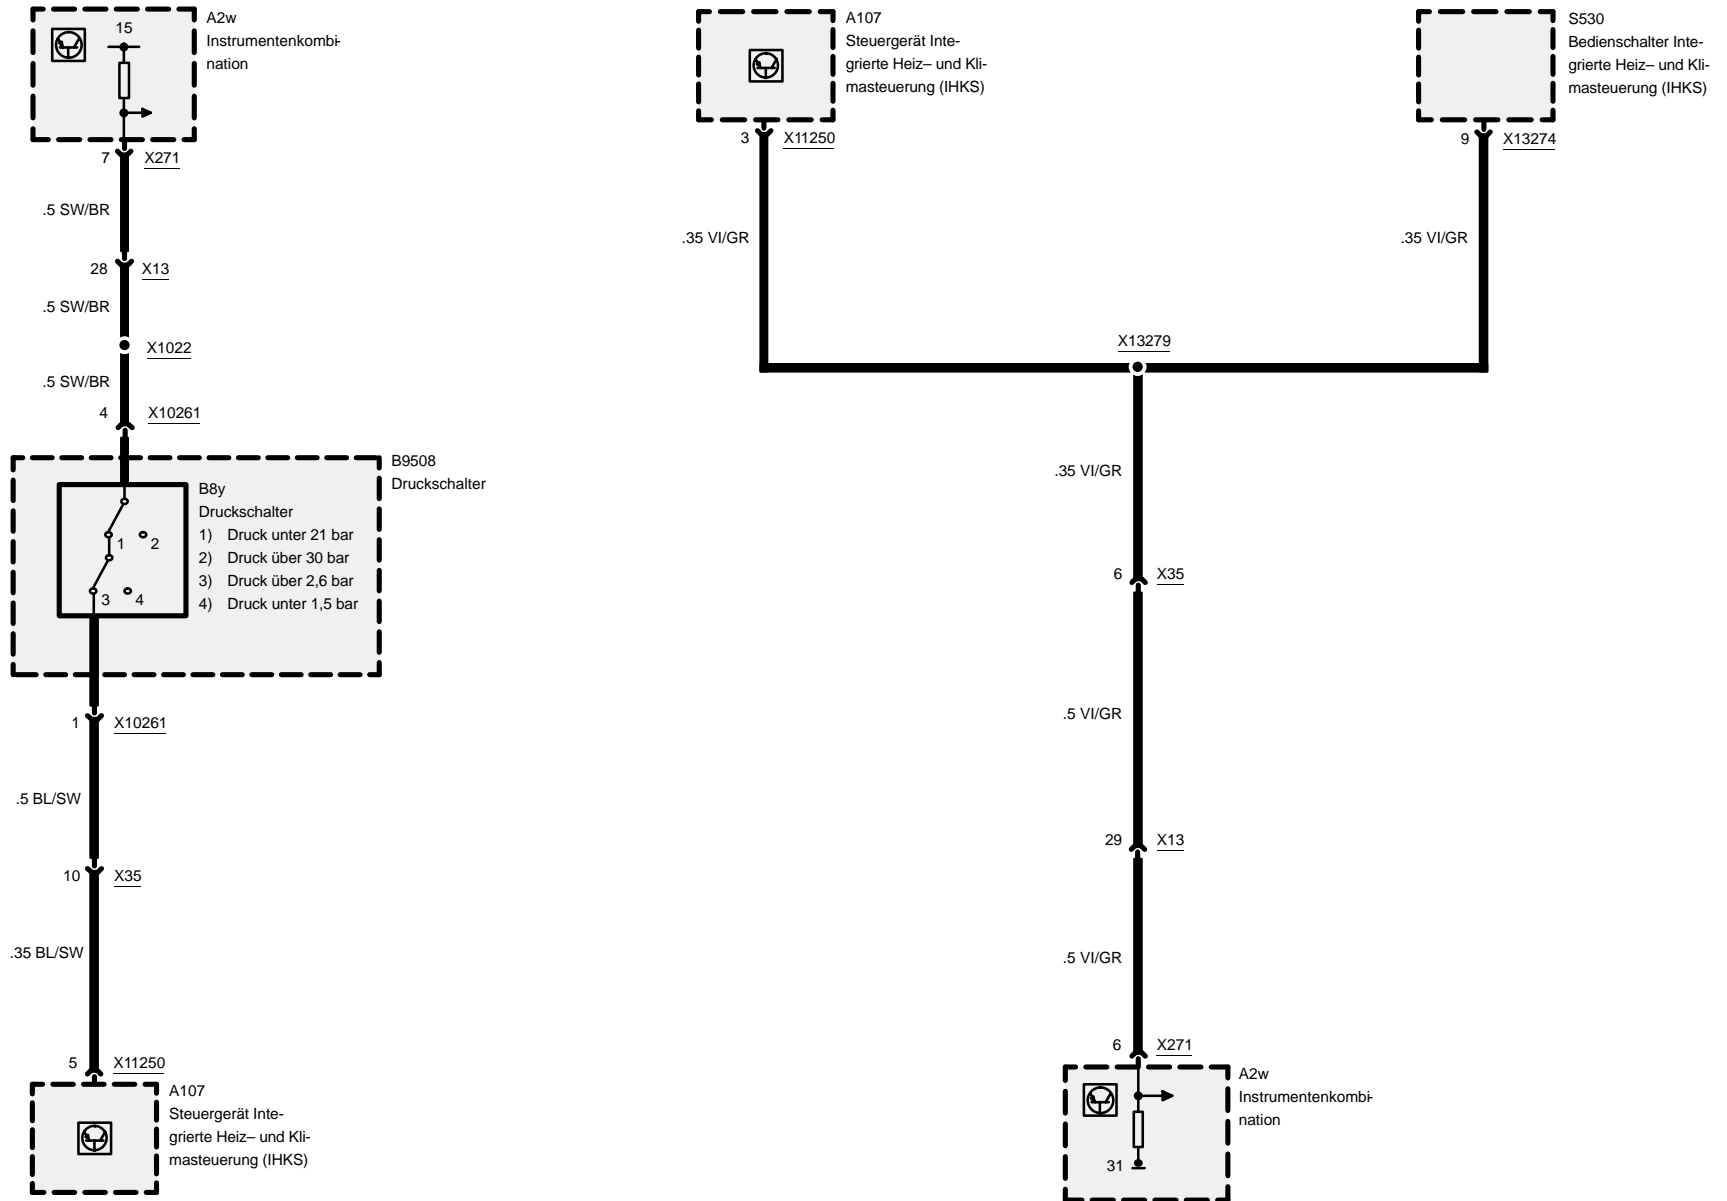 A2w
Instrumentenkombi-
nation
15
7 X271
.5 SW/BR
28 X13
.5 SW/BR
X1022
.5 SW/BR
4 X10261
B9508
Druckschalter
B8y
Druckschalter
1) Druck unter 21 bar
2) Druck über 30 bar
3) Druck über 2,6 bar
4) Druck unter 1,5 bar
1 2
3 4
1 X10261
.5 BL/SW
10 X35
.35 BL/SW
5 X11250
A107
Steuergerät Inte-
grierte Heiz– und Kli-
masteuerung (IHKS)
A107
Steuergerät Inte-
grierte Heiz– und Kli-
masteuerung (IHKS)
3 X11250
.35 VI/GR
S530
Bedienschalter Inte-
grierte Heiz– und Kli-
masteuerung (IHKS)
9 X13274
.35 VI/GR
X13279
.35 VI/GR
6 X35
.5 VI/GR
29 X13
.5 VI/GR
6 X271
A2w
Instrumentenkombi-
nation
31